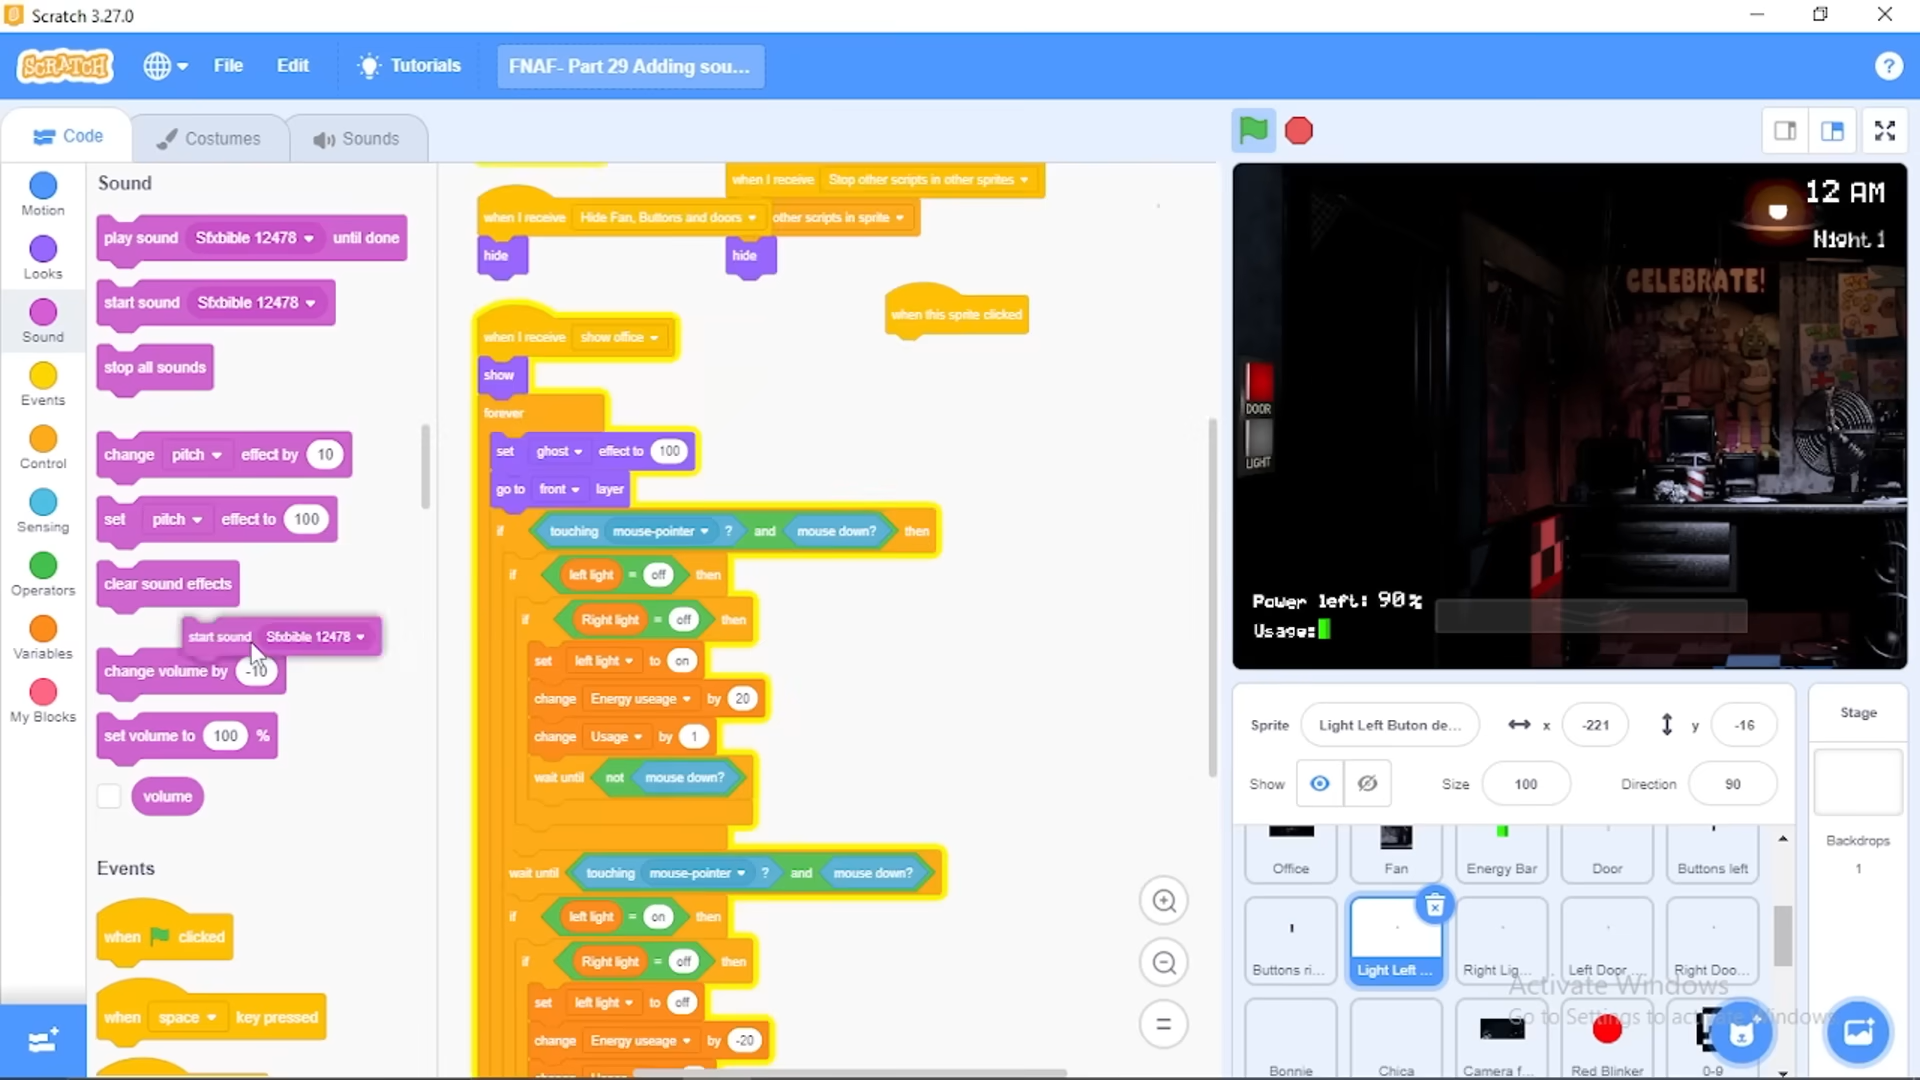 Scratch 3.27.0
SCRATCH File Edit Tutorials FNAF- Part 29 Adding sou... ?
Code Costumes Sounds
Motion
Looks
Sound
Events
Control
Sensing
Operators
Variables
My Blocks
Sound
play sound Sfxbible 12478 until done
start sound Sfxbible 12478
stop all sounds
change pitch effect by 10
set pitch effect to 100
clear sound effects
start sound Sfxbible 12478
change volume by -10
set volume to 100 %
volume
Events
when clicked
when space key pressed
when I receive Stop other scripts in other sprites
when I receive Hide Fan, Buttons and doors other scripts in sprite
hide hide
when this sprite clicked
when I receive show office
show
forever
set ghost effect to 100
go to front layer
if touching mouse-pointer ? and mouse down? then
if left light = off then
if Right light = off then
set left light to on
change Energy useage by 20
change Usage by 1
wait until not mouse down?
wait until touching mouse-pointer ? and mouse down?
if left light = on then
if Right light = off then
set left light to off
change Energy useage by -20
12 AM
Night 1
CELEBRATE!
DOOR
LIGHT
Power left: 90%
Usage:
Sprite Light Left Buton de... x -221 y -16
Show Size 100 Direction 90
Office Fan Energy Bar Door Buttons left
Buttons ri... Light Left ... Right Lig... Left Door... Right Doo...
Bonnie Chica Camera f... Red Blinker 0-9
Stage
Backdrops
1
Activate Windows
Go to Settings to activate Windows